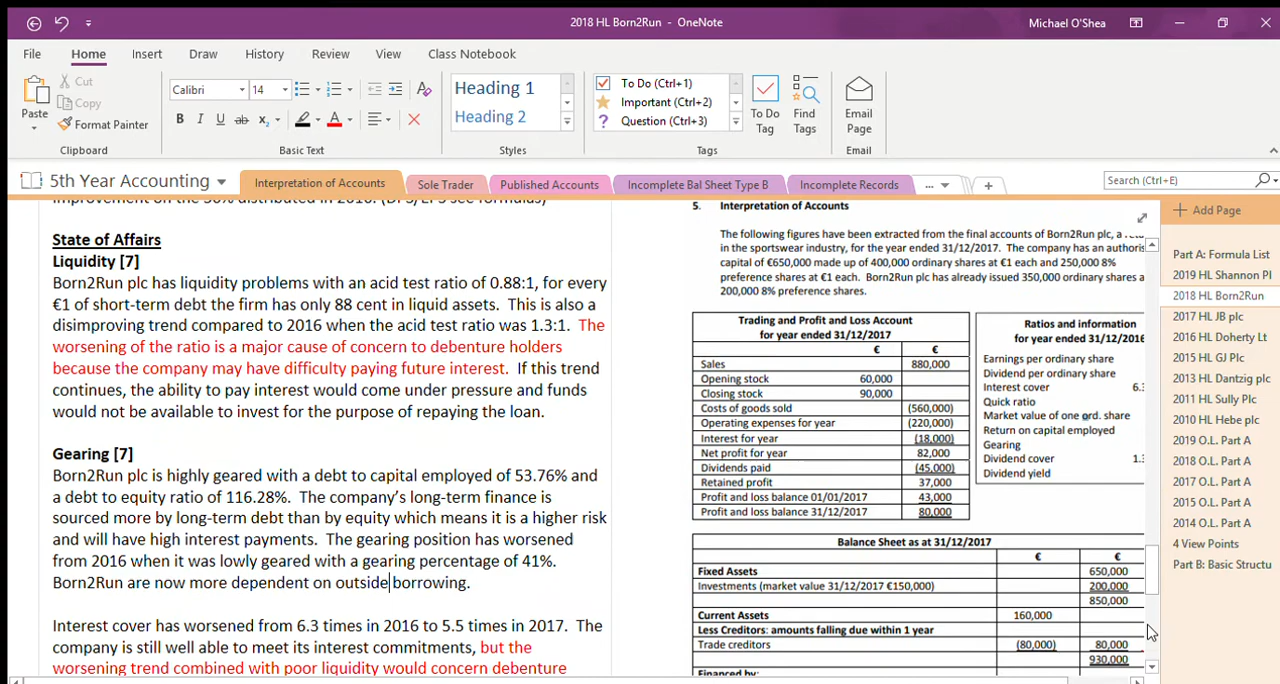 2018 HL Born2Run - OneNote
Michael O'Shea
File Home Insert Draw History Review View Class Notebook
Paste
Cut
Copy
Format Painter
Clipboard
Calibri 14
B I U ab x₂ A
Basic Text
Heading 1
Heading 2
Styles
To Do (Ctrl+1)
Important (Ctrl+2)
Question (Ctrl+3)
To Do Tag
Find Tags
Tags
Email Page
Email
5th Year Accounting
Interpretation of Accounts
Sole Trader
Published Accounts
Incomplete Bal Sheet Type B
Incomplete Records
...
Search (Ctrl+E)
State of Affairs
Liquidity [7]
Born2Run plc has liquidity problems with an acid test ratio of 0.88:1, for every
€1 of short-term debt the firm has only 88 cent in liquid assets. This is also a
disimproving trend compared to 2016 when the acid test ratio was 1.3:1. The
worsening of the ratio is a major cause of concern to debenture holders
because the company may have difficulty paying future interest. If this trend
continues, the ability to pay interest would come under pressure and funds
would not be available to invest for the purpose of repaying the loan.
Gearing [7]
Born2Run plc is highly geared with a debt to capital employed of 53.76% and
a debt to equity ratio of 116.28%. The company's long-term finance is
sourced more by long-term debt than by equity which means it is a higher risk
and will have high interest payments. The gearing position has worsened
from 2016 when it was lowly geared with a gearing percentage of 41%.
Born2Run are now more dependent on outside borrowing.
Interest cover has worsened from 6.3 times in 2016 to 5.5 times in 2017. The
company is still well able to meet its interest commitments, but the
worsening trend combined with poor liquidity would concern debenture
5. Interpretation of Accounts
The following figures have been extracted from the final accounts of Born2Run plc, a
in the sportswear industry, for the year ended 31/12/2017. The company has an authoris
capital of €650,000 made up of 400,000 ordinary shares at €1 each and 250,000 8%
preference shares at €1 each. Born2Run plc has already issued 350,000 ordinary shares a
200,000 8% preference shares.
Trading and Profit and Loss Account
for year ended 31/12/2017
€ €
Sales 880,000
Opening stock 60,000
Closing stock 90,000
Costs of goods sold (560,000)
Operating expenses for year (220,000)
Interest for year (18,000)
Net profit for year 82,000
Dividends paid (45,000)
Retained profit 37,000
Profit and loss balance 01/01/2017 43,000
Profit and loss balance 31/12/2017 80,000
Ratios and information
for year ended 31/12/2016
Earnings per ordinary share
Dividend per ordinary share
Interest cover 6.
Quick ratio
Market value of one ord. share
Return on capital employed
Gearing
Dividend cover 1.
Dividend yield
Balance Sheet as at 31/12/2017
€ €
Fixed Assets 650,000
Investments (market value 31/12/2017 €150,000) 200,000
850,000
Current Assets 160,000
Less Creditors: amounts falling due within 1 year
Trade creditors (80,000) 80,000
930,000
Financed by:
Add Page
Part A: Formula List
2019 HL Shannon Pl
2018 HL Born2Run
2017 HL JB plc
2016 HL Doherty Lt
2015 HL GJ Plc
2013 HL Dantzig plc
2011 HL Sully Plc
2010 HL Hebe plc
2019 O.L. Part A
2018 O.L. Part A
2017 O.L. Part A
2015 O.L. Part A
2014 O.L. Part A
4 View Points
Part B: Basic Structu